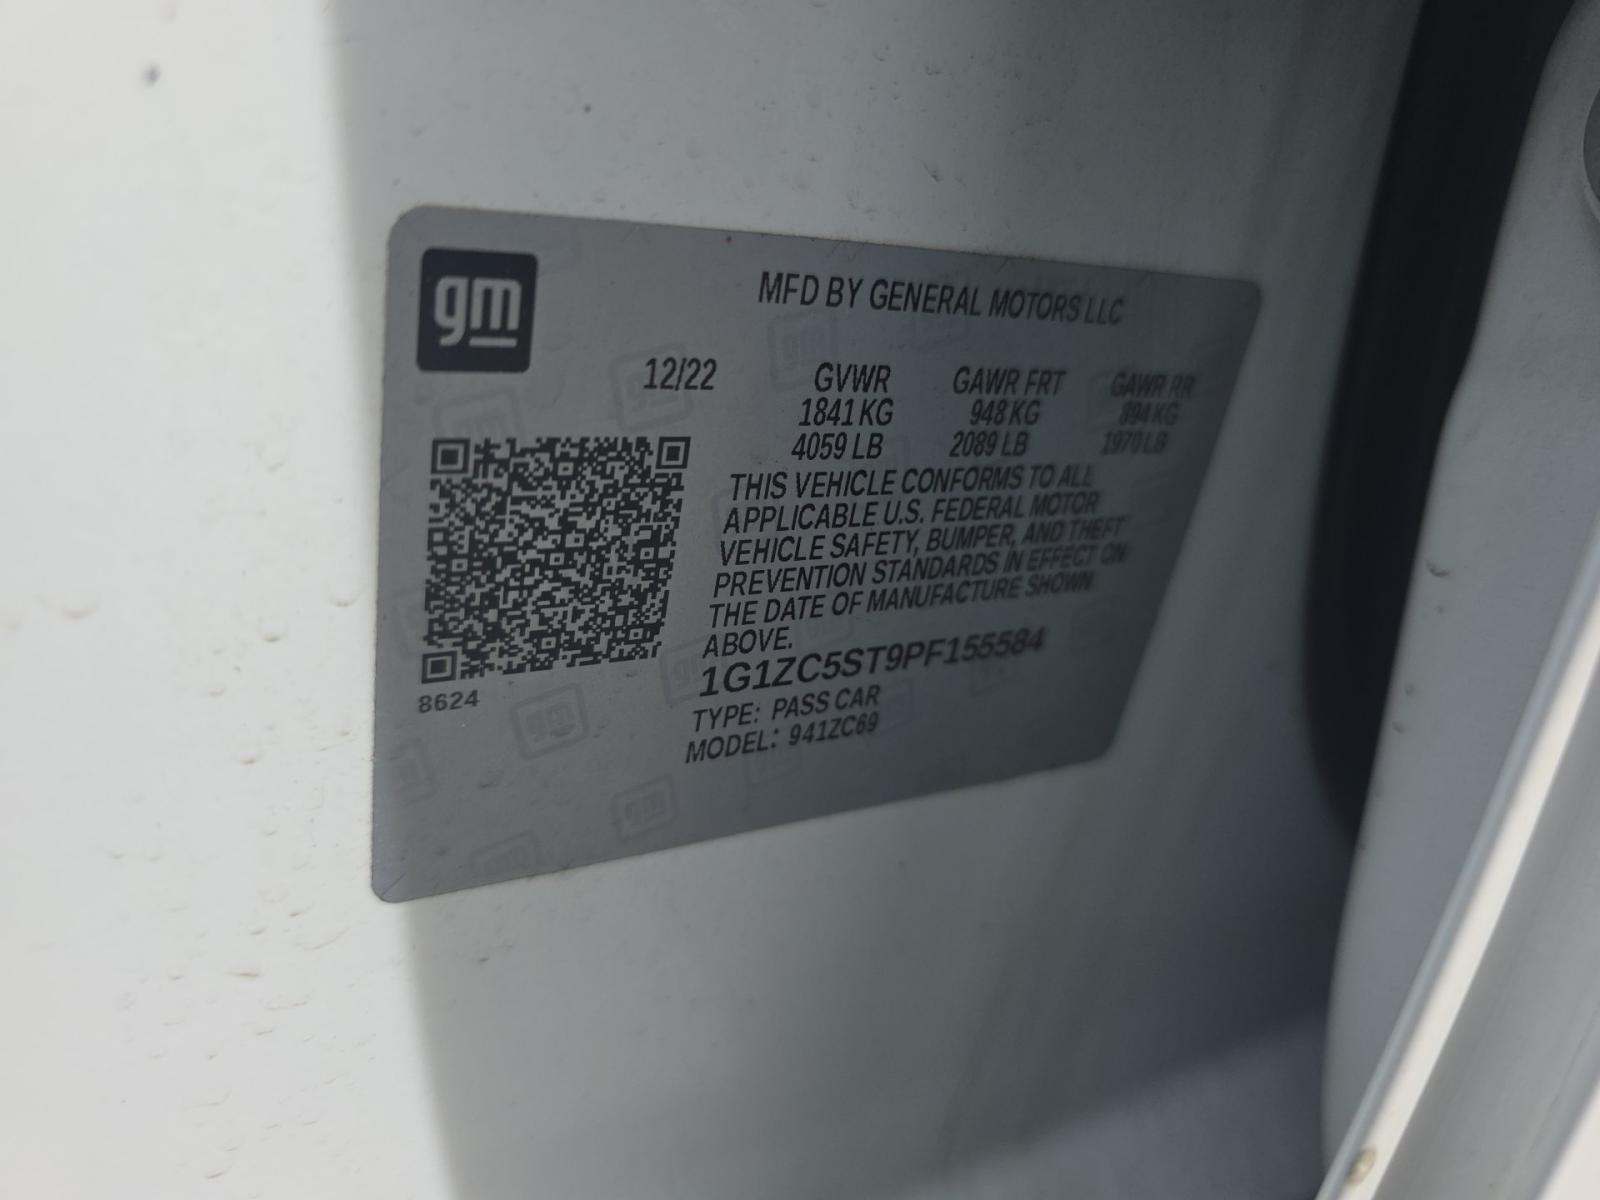 gm
MFD BY GENERAL MOTORS LLC
12/22 GVWR GAWR FRT GAWR RR
1841 KG 948 KG 894 KG
4059 LB 2089 LB 1970 LB
THIS VEHICLE CONFORMS TO ALL
APPLICABLE U.S. FEDERAL MOTOR
VEHICLE SAFETY, BUMPER, AND THEFT
PREVENTION STANDARDS IN EFFECT ON
THE DATE OF MANUFACTURE SHOWN
ABOVE.
1G1ZC5ST9PF155584
8624
TYPE: PASS CAR
MODEL: 941ZC69